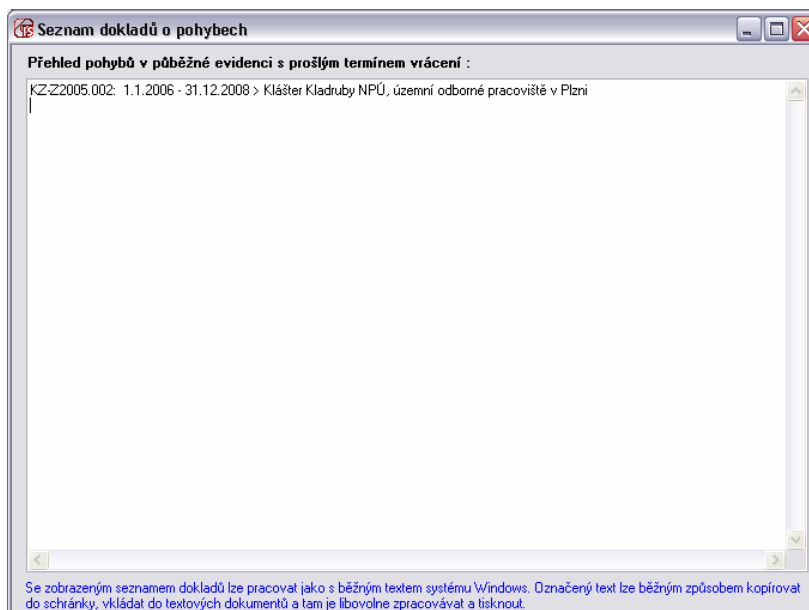 Seznam dokladů o pohybech
Přehled pohybů v půběžné evidenci s prošlým termínem vrácení :
KZ-Z2005.002: 1.1.2006 - 31.12.2008 > Klášter Kladruby NPÚ, územní odborné pracoviště v Plzni
Se zobrazeným seznamem dokladů lze pracovat jako s běžným textem systému Windows. Označený text lze běžným způsobem kopírovat
do schránky, vkládat do textových dokumentů a tam je libovolne zpracovávat a tisknout.